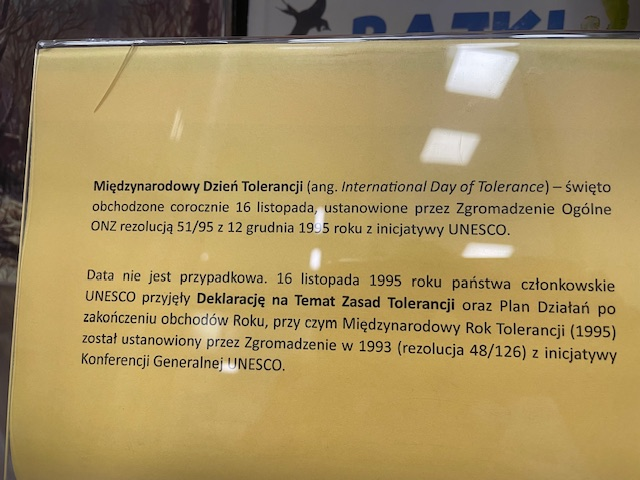 BAJKI
Międzynarodowy Dzień Tolerancji (ang. International Day of Tolerance) – święto
obchodzone corocznie 16 listopada, ustanowione przez Zgromadzenie Ogólne
ONZ rezolucją 51/95 z 12 grudnia 1995 roku z inicjatywy UNESCO.
Data nie jest przypadkowa. 16 listopada 1995 roku państwa członkowskie
UNESCO przyjęły Deklarację na Temat Zasad Tolerancji oraz Plan Działań po
zakończeniu obchodów Roku, przy czym Międzynarodowy Rok Tolerancji (1995)
został ustanowiony przez Zgromadzenie w 1993 (rezolucja 48/126) z inicjatywy
Konferencji Generalnej UNESCO.